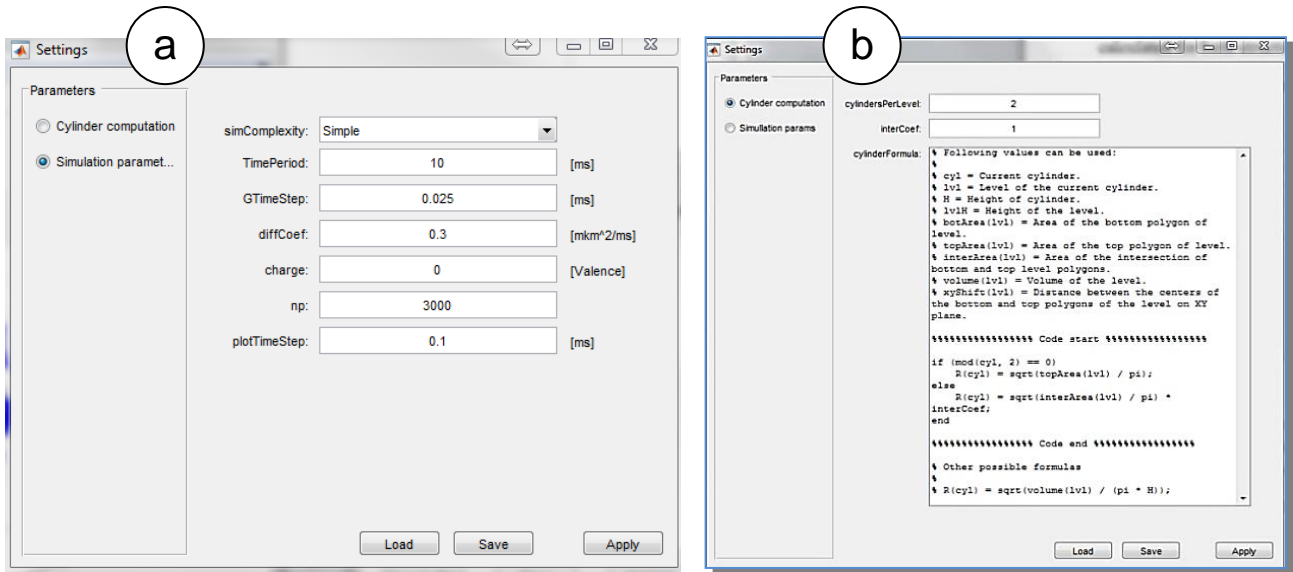 a
Settings
Parameters
Cylinder computation
Simulation paramet...
simComplexity: Simple
TimePeriod: 10 [ms]
GTimeStep: 0.025 [ms]
diffCoef: 0.3 [mkm^2/ms]
charge: 0 [Valence]
np: 3000
plotTimeStep: 0.1 [ms]
Load Save Apply
b
Settings
Parameters
Cylinder computation
Simullation params
cylindersPerLevel: 2
interCoef: 1
cylinderFormula:
% Following values can be used:
%
% cyl = Current cylinder.
% lvl = Level of the current cylinder.
% H = Height of cylinder.
% lvlH = Height of the level.
% botArea(lvl) = Area of the bottom polygon of
level.
% topArea(lvl) = Area of the top polygon of level.
% interArea(lvl) = Area of the intersection of
bottom and top level polygons.
% volume(lvl) = Volume of the level.
% xyShift(lvl) = Distance between the centers of
the bottom and top polygons of the level on XY
plane.
%%%%%%%%%%%%%%%%% Code start %%%%%%%%%%%%%%%%%
if (mod(cyl, 2) == 0)
R(cyl) = sqrt(topArea(lvl) / pi);
else
R(cyl) = sqrt(interArea(lvl) / pi) *
interCoef;
end
%%%%%%%%%%%%%%%%% Code end %%%%%%%%%%%%%%%%%
% Other possible formulas
%
% R(cyl) = sqrt(volume(lvl) / (pi * H));
Load Save Apply